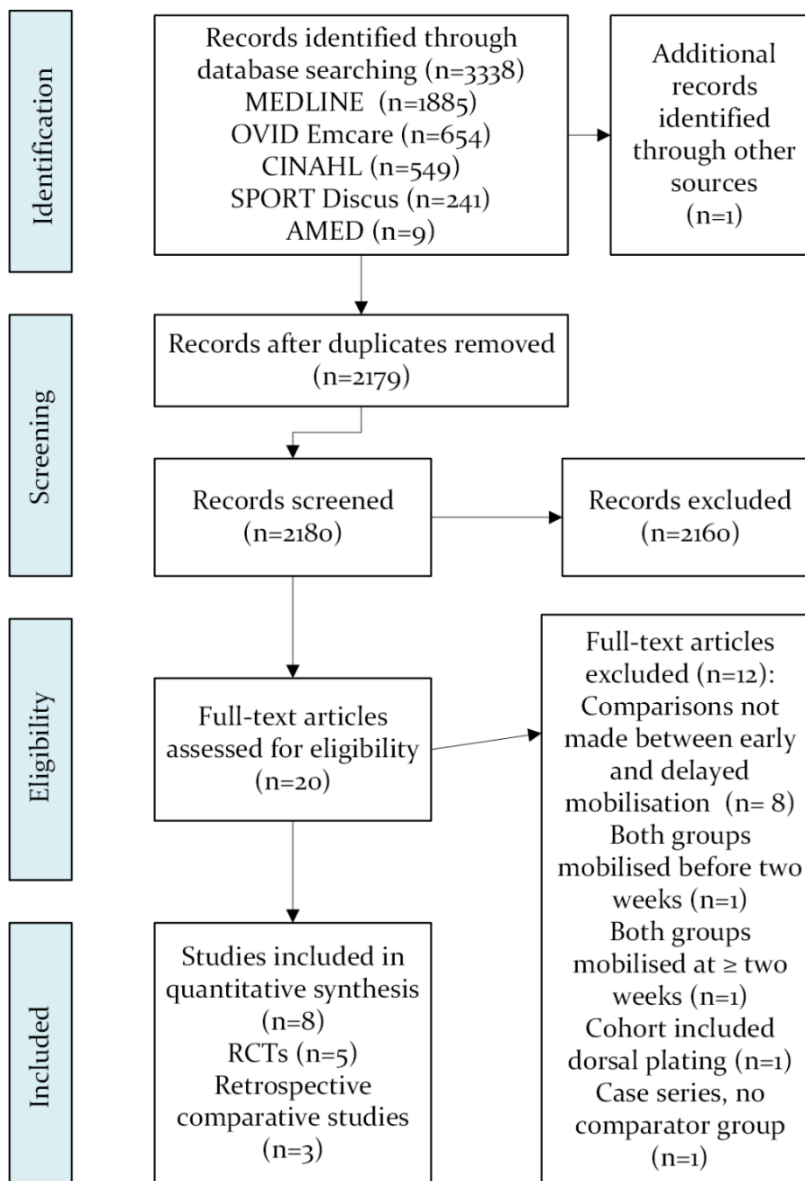 Identification
Records identified through
database searching (n=3338)
MEDLINE (n=1885)
OVID Emcare (n=654)
CINAHL (n=549)
SPORT Discus (n=241)
AMED (n=9)
Additional
records
identified
through other
sources
(n=1)
Screening
Records after duplicates removed
(n=2179)
Records screened
(n=2180)
Records excluded
(n=2160)
Eligibility
Full-text articles
assessed for eligibility
(n=20)
Full-text articles
excluded (n=12):
Comparisons not
made between early
and delayed
mobilisation (n= 8)
Both groups
mobilised before two
weeks (n=1)
Both groups
mobilised at ≥ two
weeks (n=1)
Cohort included
dorsal plating (n=1)
Case series, no
comparator group
(n=1)
Included
Studies included in
quantitative synthesis
(n=8)
RCTs (n=5)
Retrospective
comparative studies
(n=3)